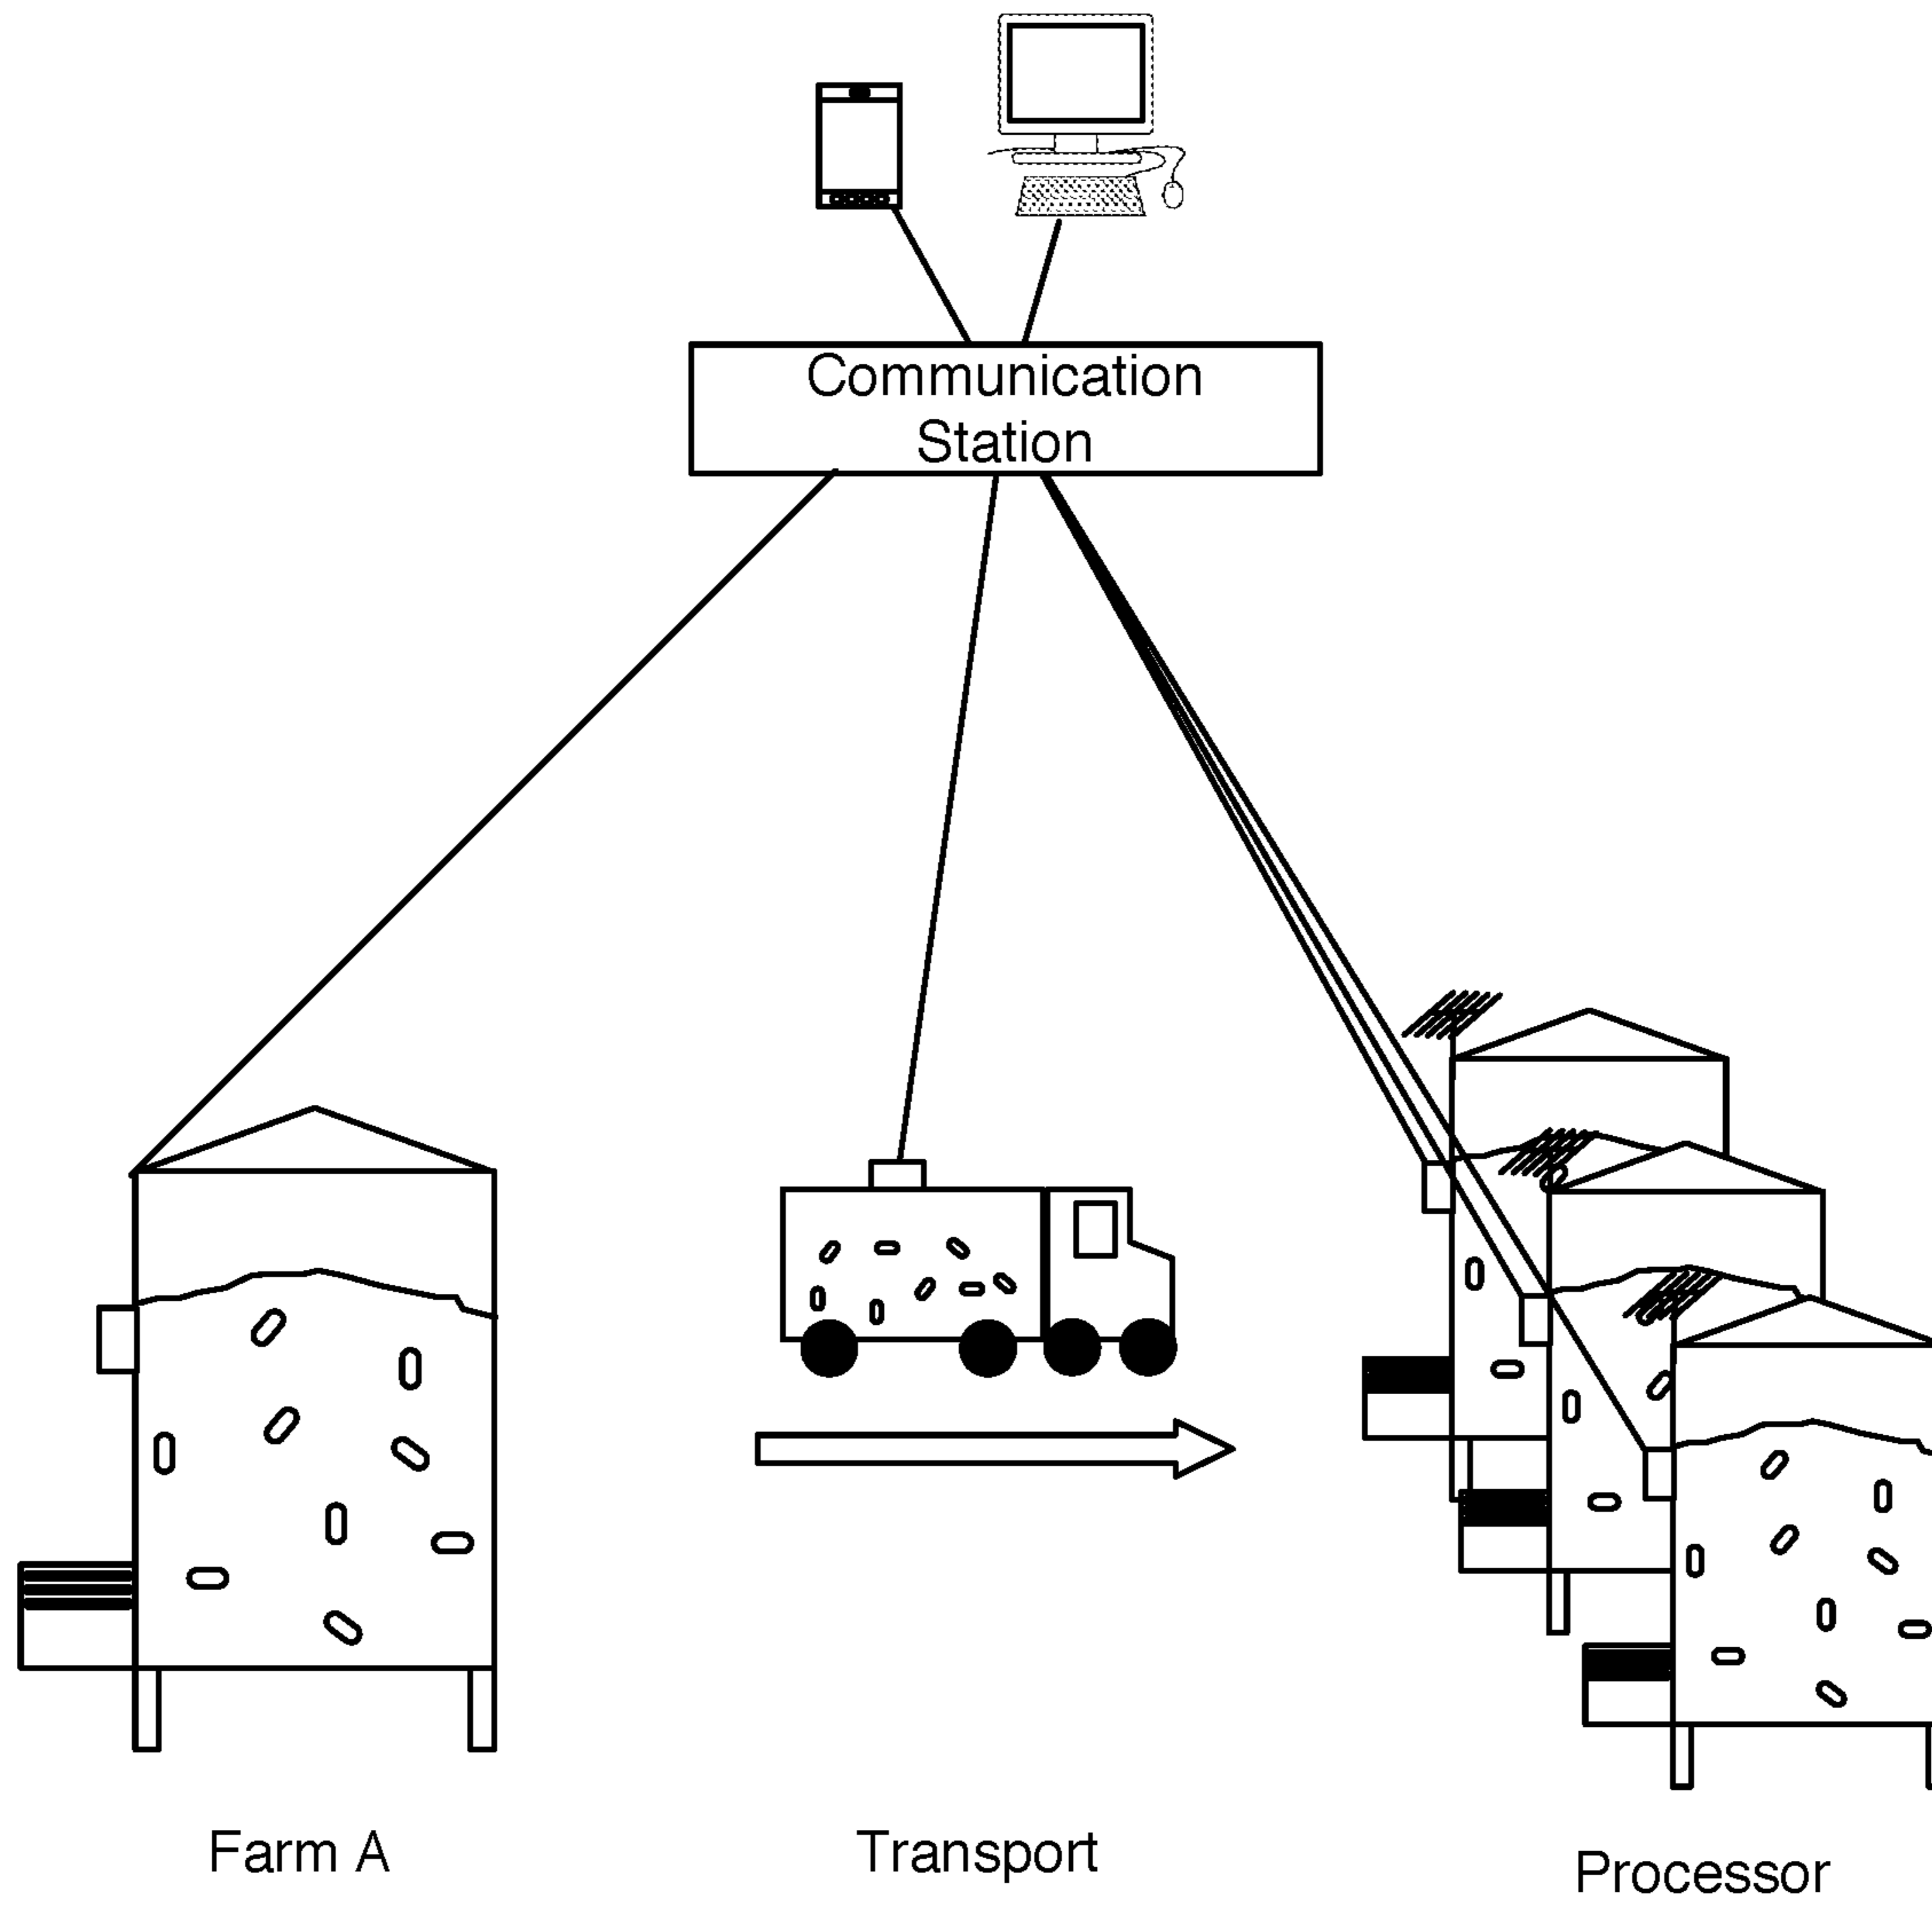 Communication
Station
Farm A
Transport
Processor